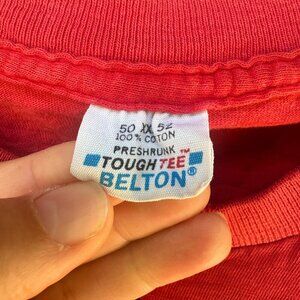 50 XX 52
100% COTTON
PRESHRUNK
TOUGHTEE™
BELTON®